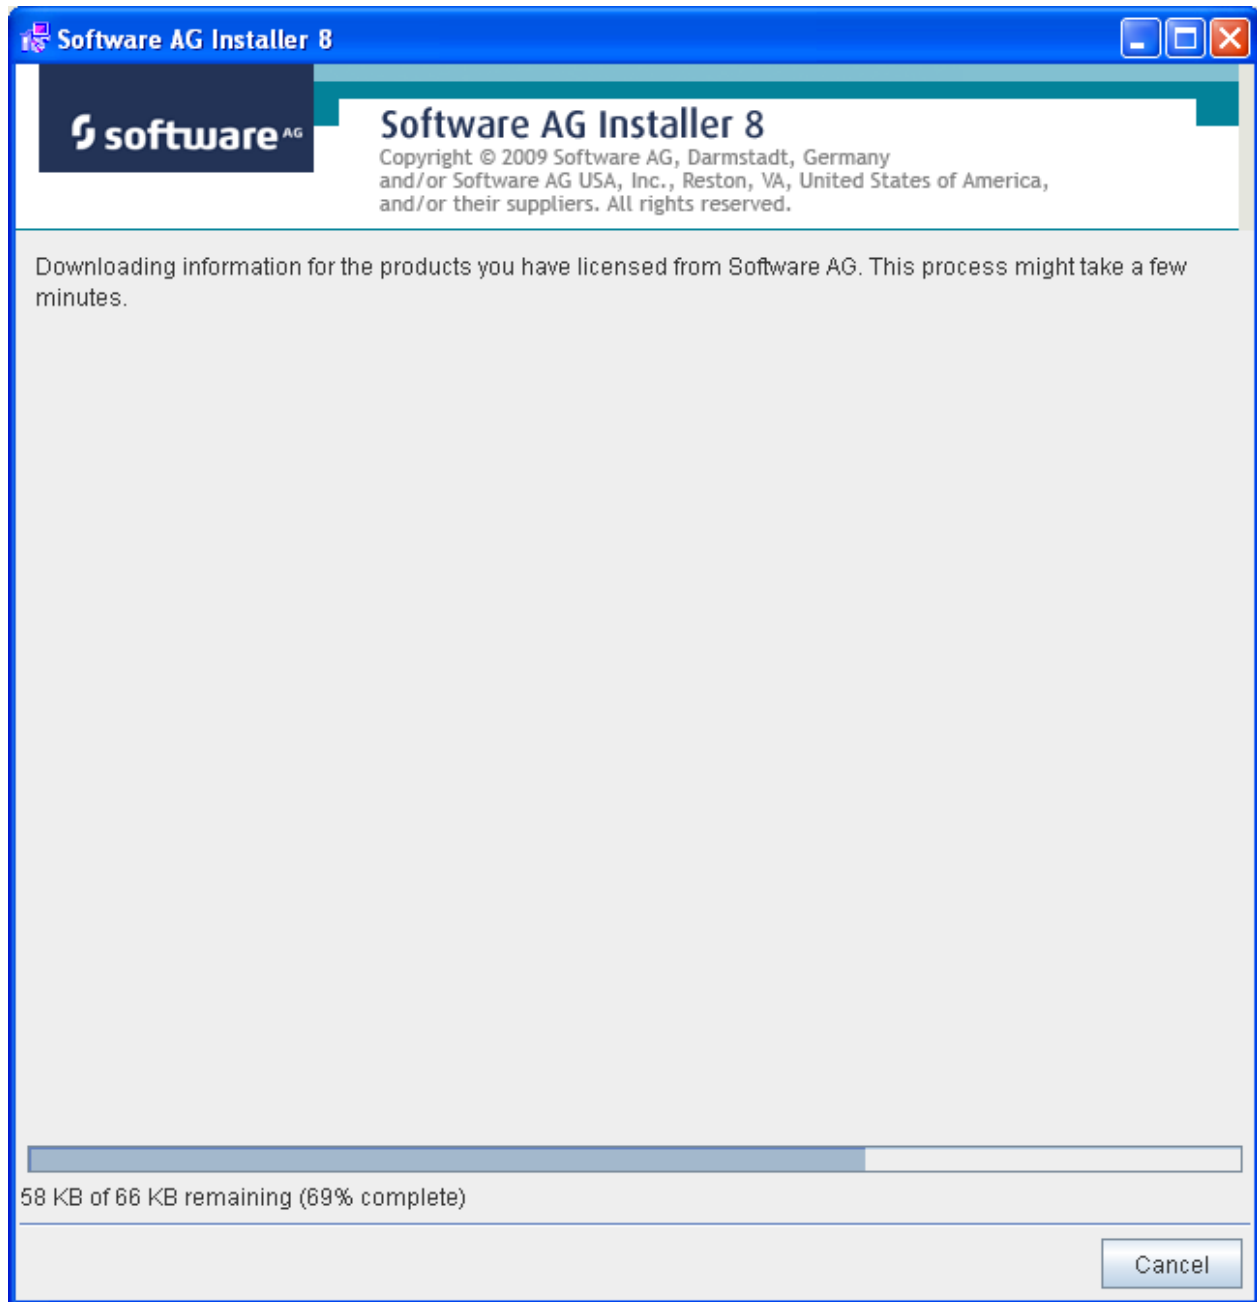 Software AG Installer 8
software AG
Software AG Installer 8
Copyright © 2009 Software AG, Darmstadt, Germany
and/or Software AG USA, Inc., Reston, VA, United States of America,
and/or their suppliers. All rights reserved.
Downloading information for the products you have licensed from Software AG. This process might take a few
minutes.
58 KB of 66 KB remaining (69% complete)
Cancel